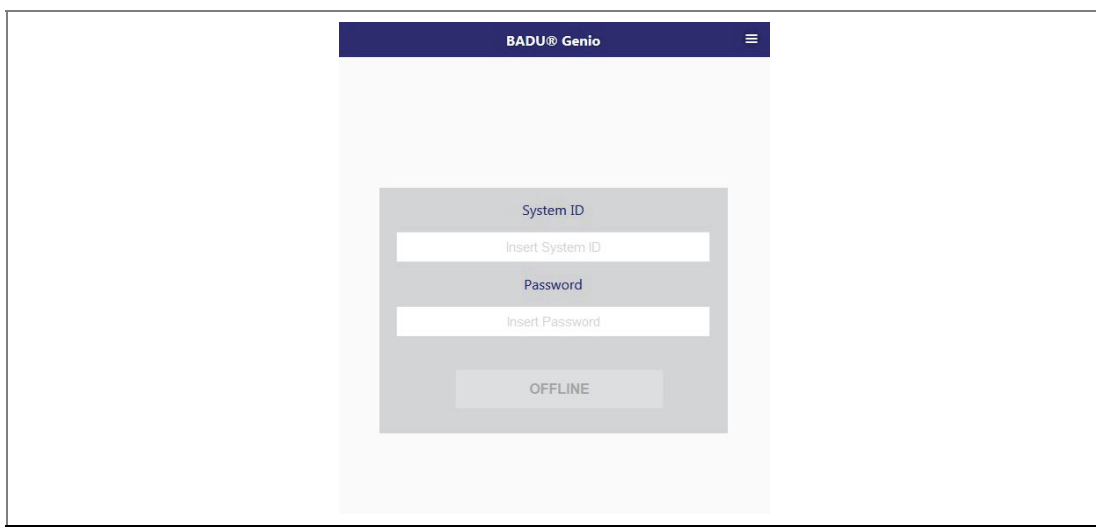 BADU® Genio
System ID
Insert System ID
Password
Insert Password
OFFLINE